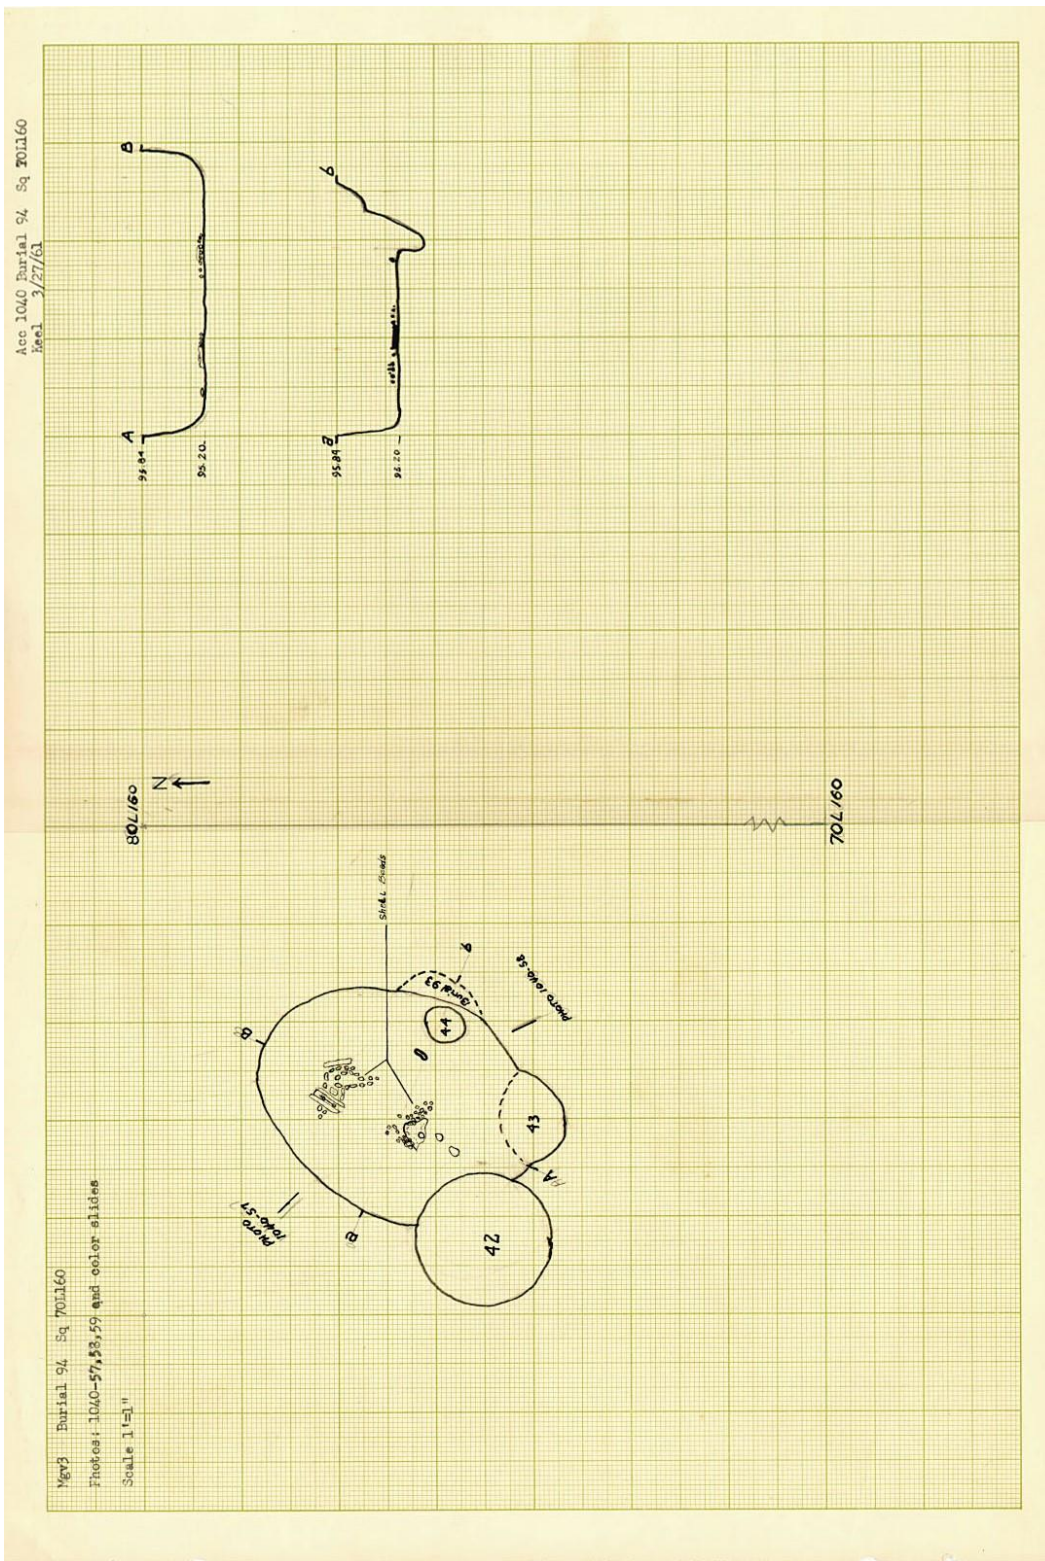 Mgv3 Burial 94 Sq 70L160
Photos: 1040-57,58,59 and color slides
Scale 1'=1"
Acc 1040 Burial 94 Sq 70L160
Keel 3/27/61
A
B
95.84
95.20
a
b
95.84
95.20
80L160
N
70L160
Shell Beads
PHOTO
1040-57
PHOTO 1040-58
B
a
b
Burial 93
44
43
42
A